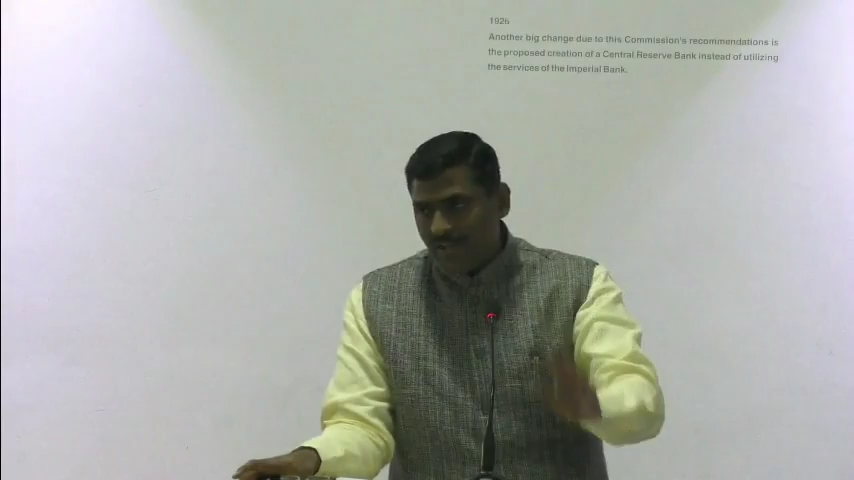 1926
Another big change due to this Commission's recommendations is
the proposed creation of a Central Reserve Bank instead of utilizing
the services of the Imperial Bank.